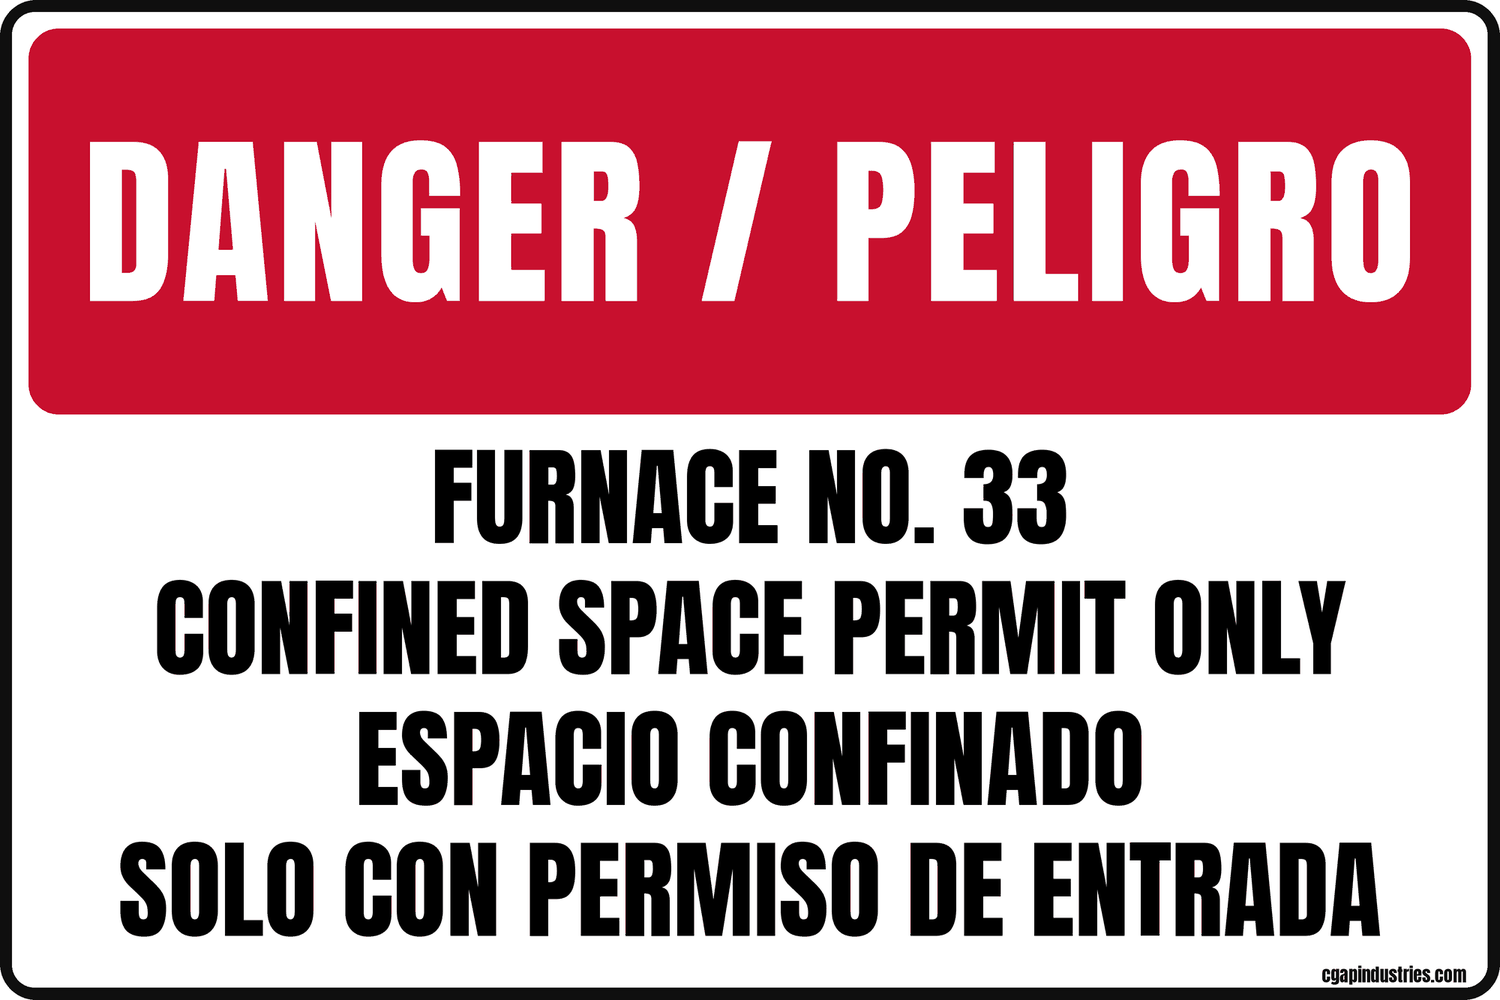 DANGER / PELIGRO
FURNACE NO. 33
CONFINED SPACE PERMIT ONLY
ESPACIO CONFINADO
SOLO CON PERMISO DE ENTRADA
cgapindustries.com